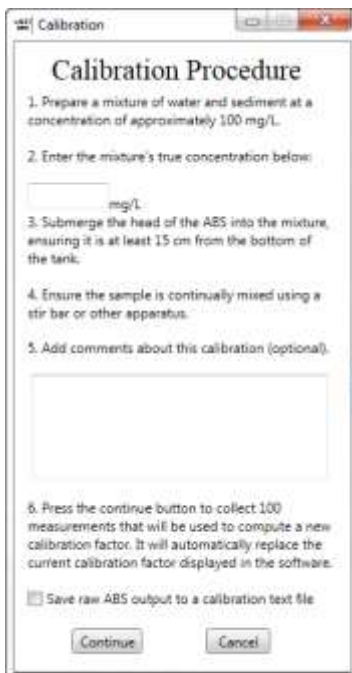 Calibration
Calibration Procedure
1. Prepare a mixture of water and sediment at a
concentration of approximately 100 mg/L.
2. Enter the mixture's true concentration below:
mg/L
3. Submerge the head of the ABS into the mixture,
ensuring it is at least 15 cm from the bottom of
the tank.
4. Ensure the sample is continually mixed using a
stir bar or other apparatus.
5. Add comments about this calibration (optional).
6. Press the continue button to collect 100
measurements that will be used to compute a new
calibration factor. It will automatically replace the
current calibration factor displayed in the software.
Save raw ABS output to a calibration text file
Continue
Cancel